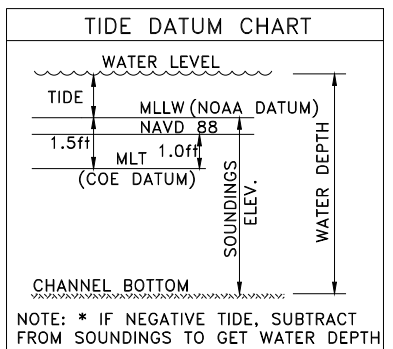 TIDE DATUM CHART
WATER LEVEL
TIDE
MLLW (NOAA DATUM)
NAVD 88
1.5ft
1.0ft
MLT
(COE DATUM)
SOUNDINGS
ELEV.
WATER DEPTH
CHANNEL BOTTOM
NOTE: * IF NEGATIVE TIDE, SUBTRACT
FROM SOUNDINGS TO GET WATER DEPTH